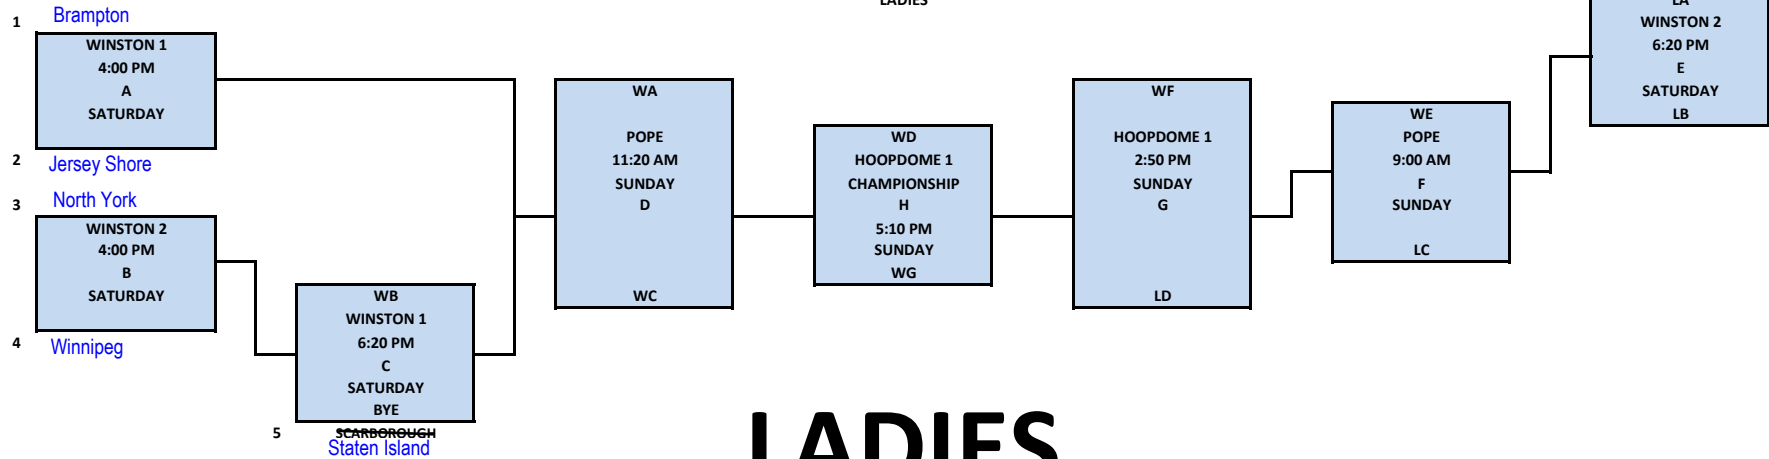 LADIES
1 Brampton
WINSTON 1
4:00 PM
A
SATURDAY
2 Jersey Shore
3 North York
WINSTON 2
4:00 PM
B
SATURDAY
4 Winnipeg
WB
WINSTON 1
6:20 PM
C
SATURDAY
BYE
5 SCARBOROUGH
Staten Island
WA
POPE
11:20 AM
SUNDAY
D
WC
WD
HOOPDOME 1
CHAMPIONSHIP
H
5:10 PM
SUNDAY
WG
WF
HOOPDOME 1
2:50 PM
SUNDAY
G
LD
WE
POPE
9:00 AM
F
SUNDAY
LC
LA
WINSTON 2
6:20 PM
E
SATURDAY
LB
LADIES